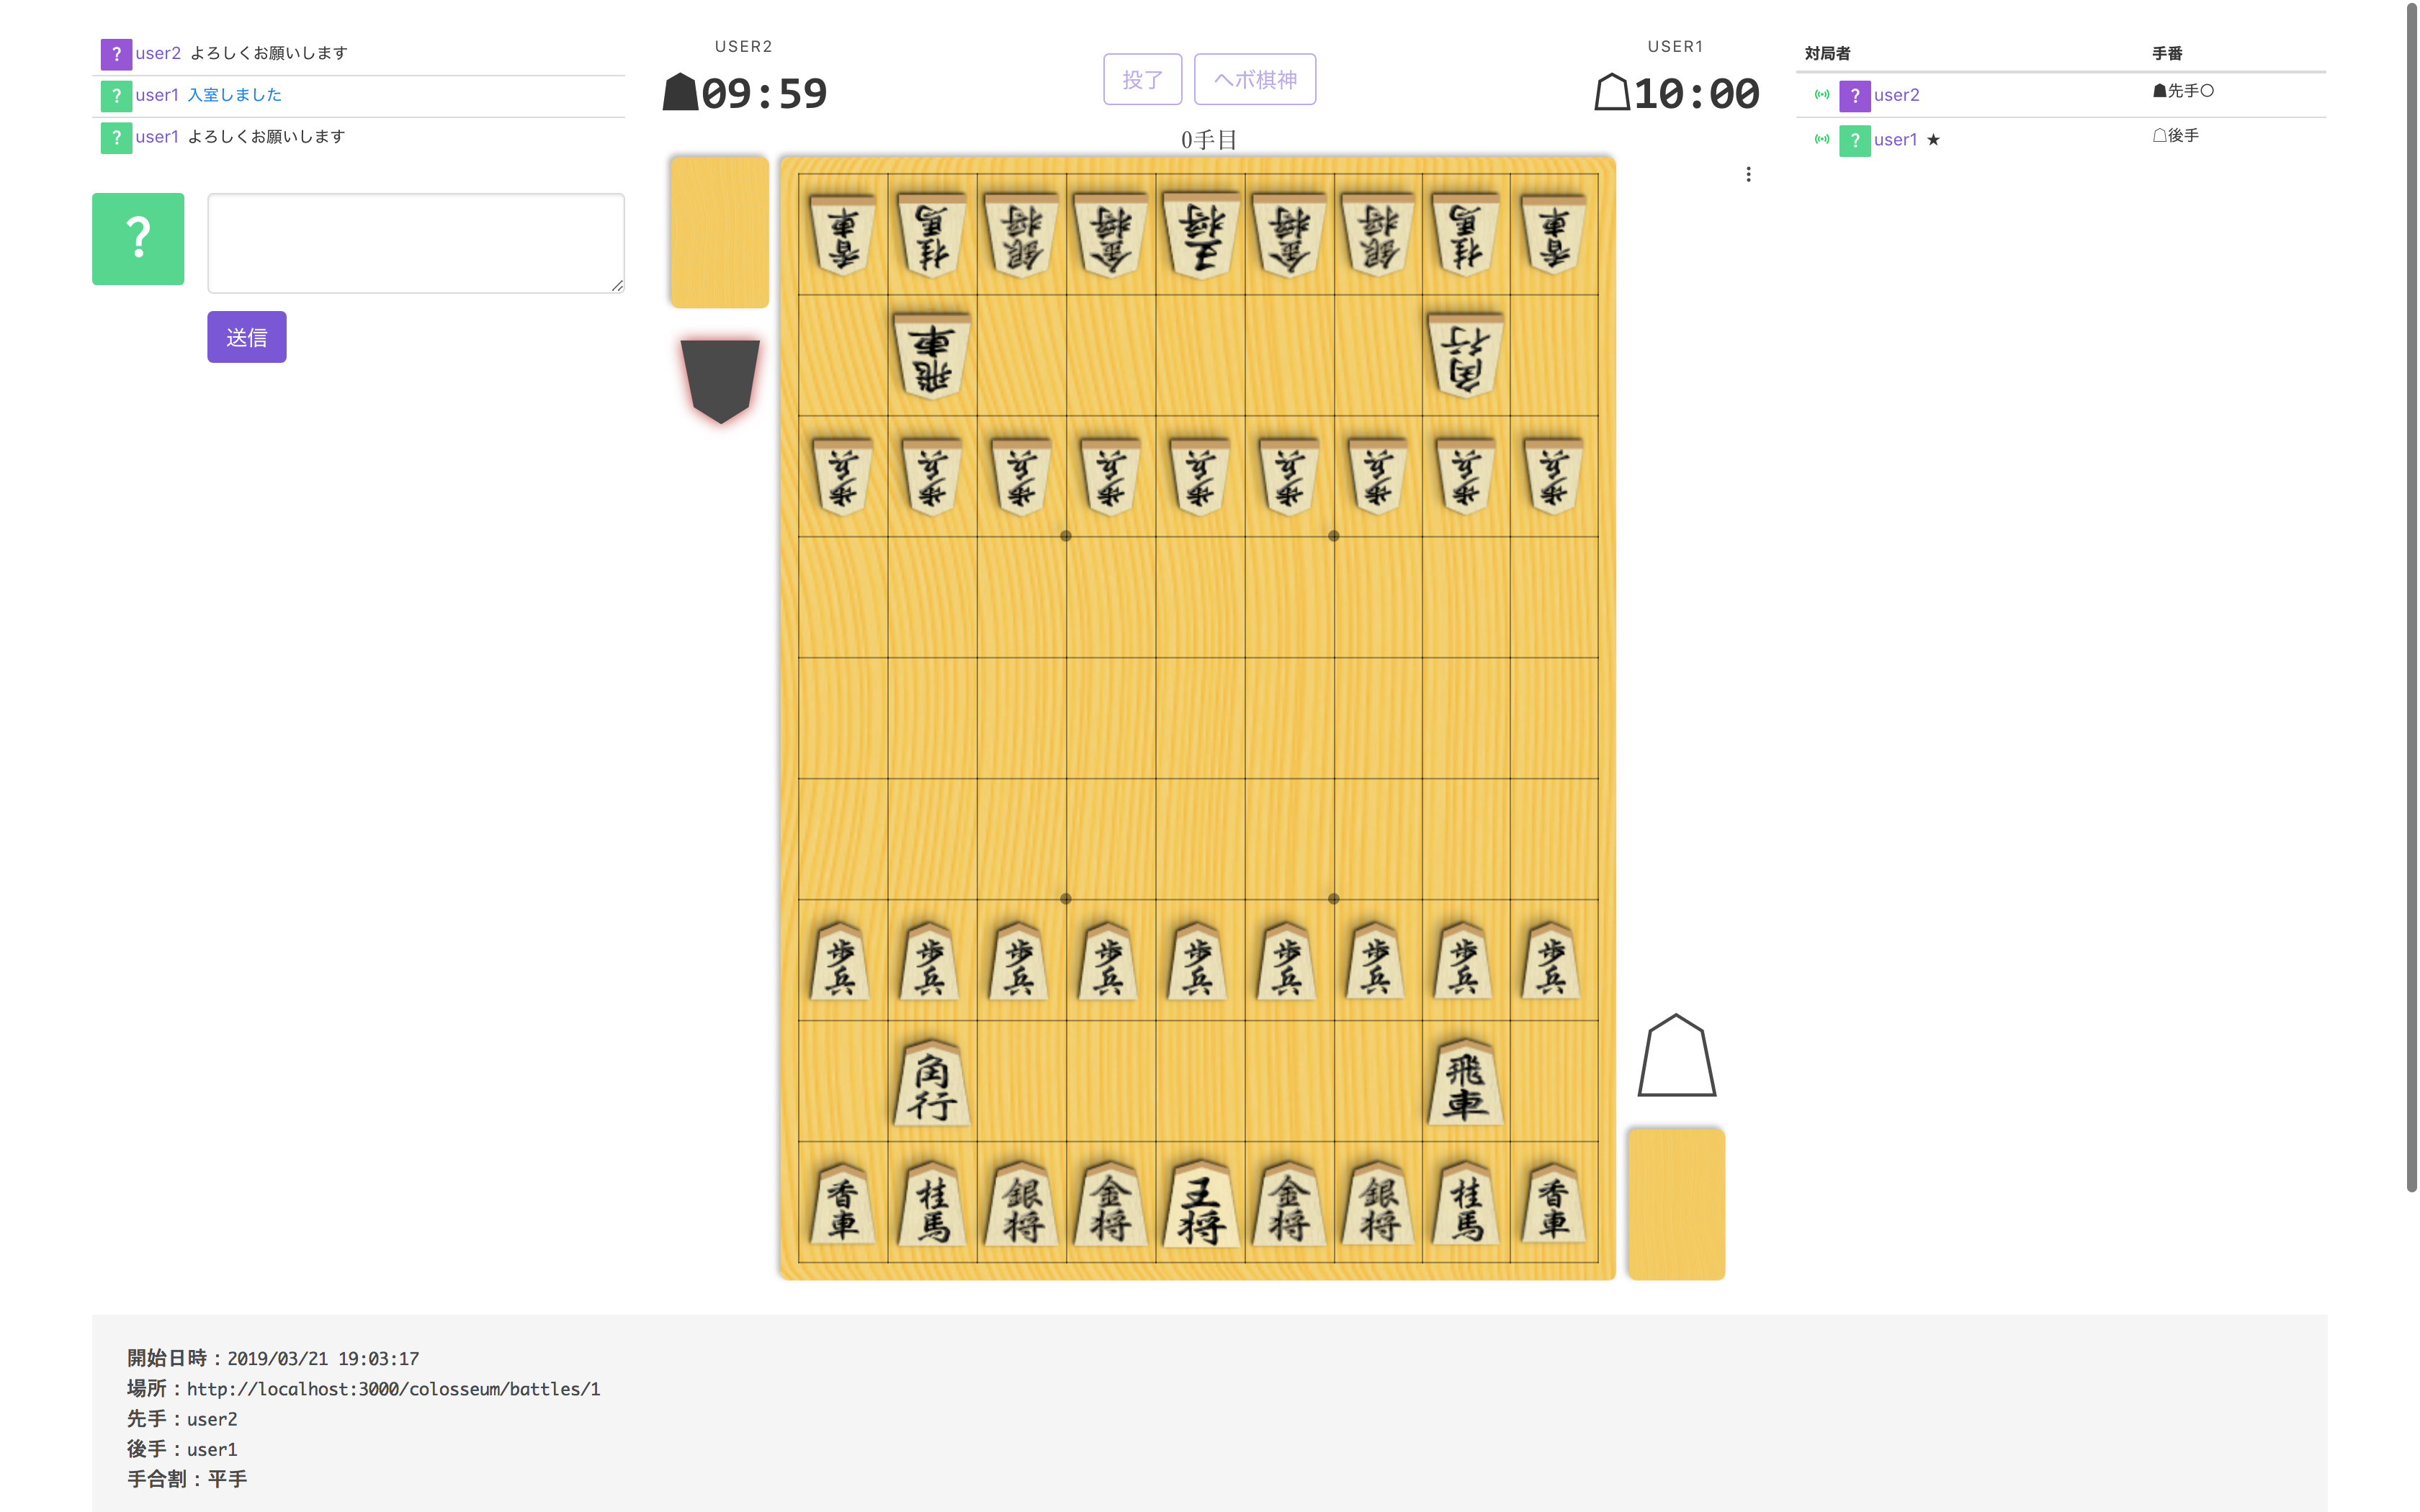 ? user2 よろしくお願いします
? user1 入室しました
? user1 よろしくお願いします
?
送信
USER2
09:59
投了 ヘボ棋神
USER1
10:00
0手目
対局者 手番
? user2 ☗先手○
? user1 ★ ☖後手
香車 桂馬 銀将 金将 王将 金将 銀将 桂馬 香車
飛車 角行
歩兵 歩兵 歩兵 歩兵 歩兵 歩兵 歩兵 歩兵 歩兵
歩兵 歩兵 歩兵 歩兵 歩兵 歩兵 歩兵 歩兵 歩兵
角行 飛車
香車 桂馬 銀将 金将 王将 金将 銀将 桂馬 香車
開始日時：2019/03/21 19:03:17
場所：http://localhost:3000/colosseum/battles/1
先手：user2
後手：user1
手合割：平手